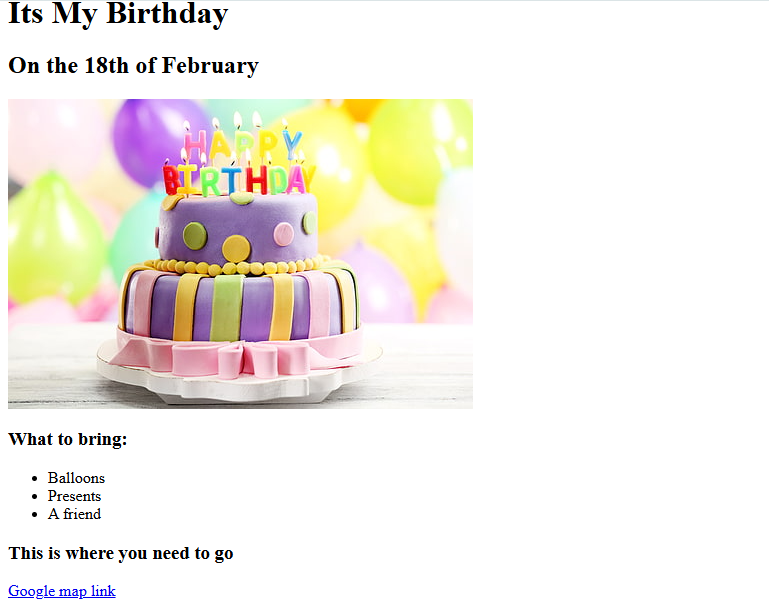 Its My Birthday
On the 18th of February
HAPPY
BIRTHDAY
What to bring:
Balloons
Presents
A friend
This is where you need to go
Google map link